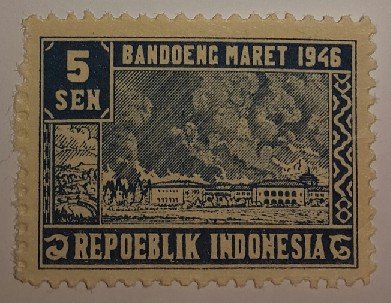 5
SEN
BANDOENG MARET 1946
REPOEBLIK INDONESIA